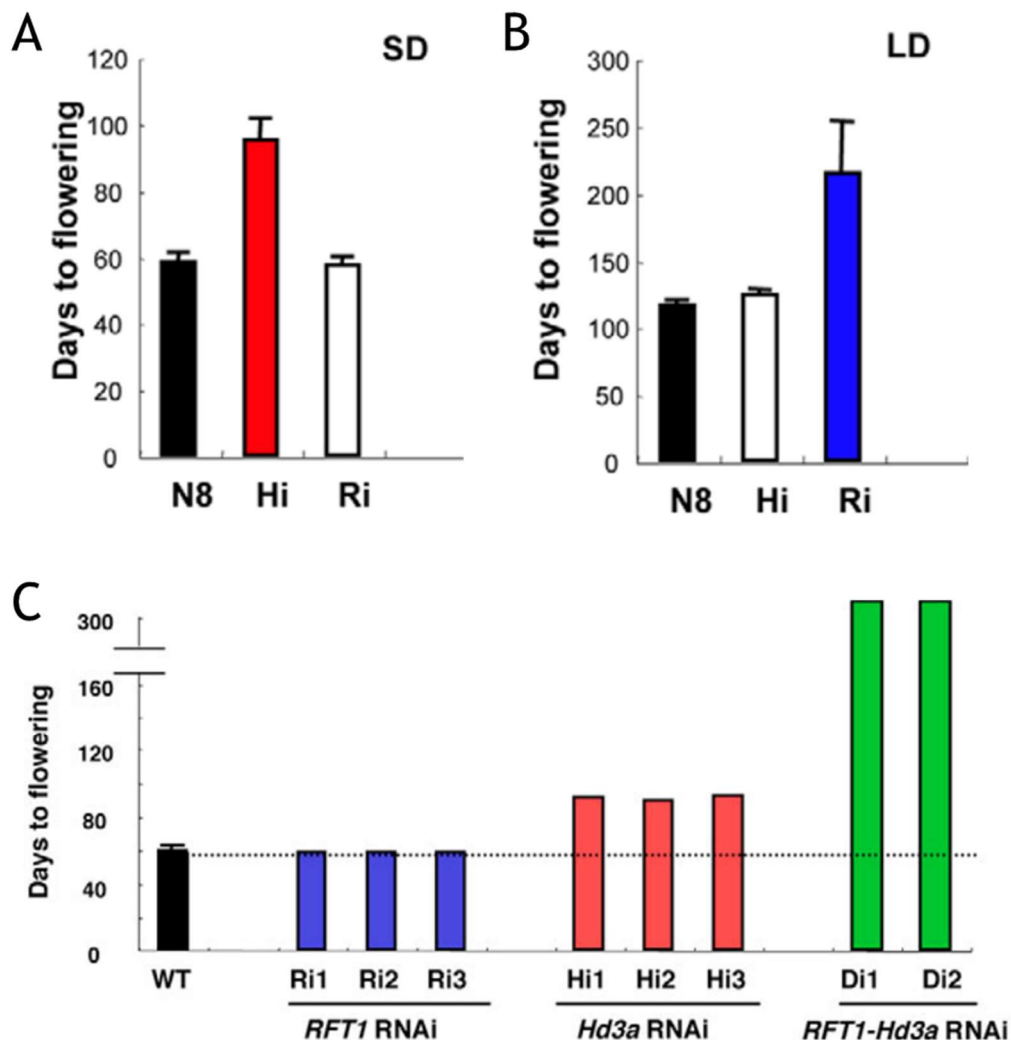 A
SD
Days to flowering
120
100
80
60
40
20
0
N8 Hi Ri
B
LD
Days to flowering
300
250
200
150
100
50
0
N8 Hi Ri
C
Days to flowering
300
160
120
80
40
0
WT Ri1 Ri2 Ri3 Hi1 Hi2 Hi3 Di1 Di2
RFT1 RNAi Hd3a RNAi RFT1-Hd3a RNAi